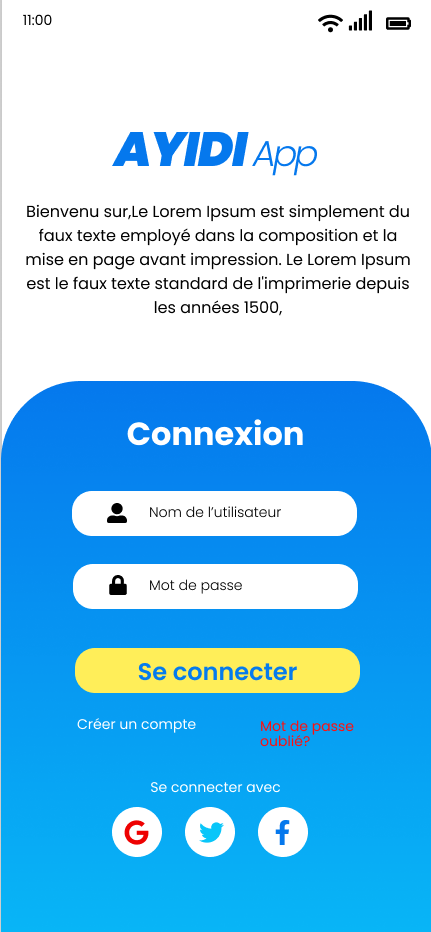 11:00
AYIDI App
Bienvenu sur,Le Lorem Ipsum est simplement du
faux texte employé dans la composition et la
mise en page avant impression. Le Lorem Ipsum
est le faux texte standard de l'imprimerie depuis
les années 1500,
Connexion
Nom de l’utilisateur
Mot de passe
Se connecter
Créer un compte
Mot de passe
oublié?
Se connecter avec